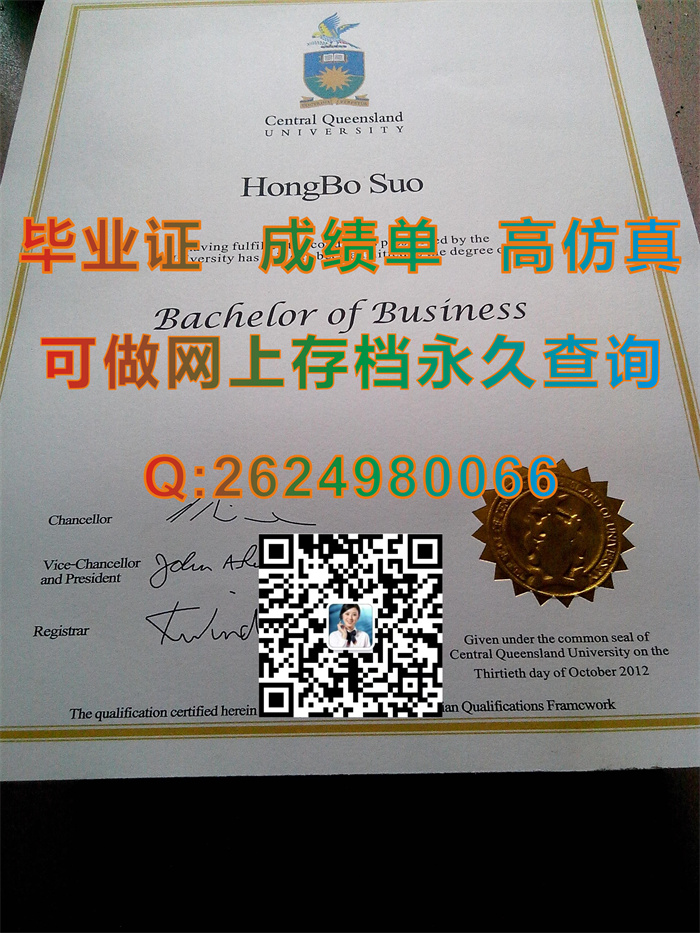 Central Queensland
UNIVERSITY
HongBo Suo
毕业证 成绩单 高仿真
Bachelor of Business
可做网上存档永久查询
Q:2624980066
Chancellor
Vice-Chancellor
and President
John
Registrar
Given under the common seal of
Central Queensland University on the
Thirtieth day of October 2012
The qualification certified herein Qualifications Framework